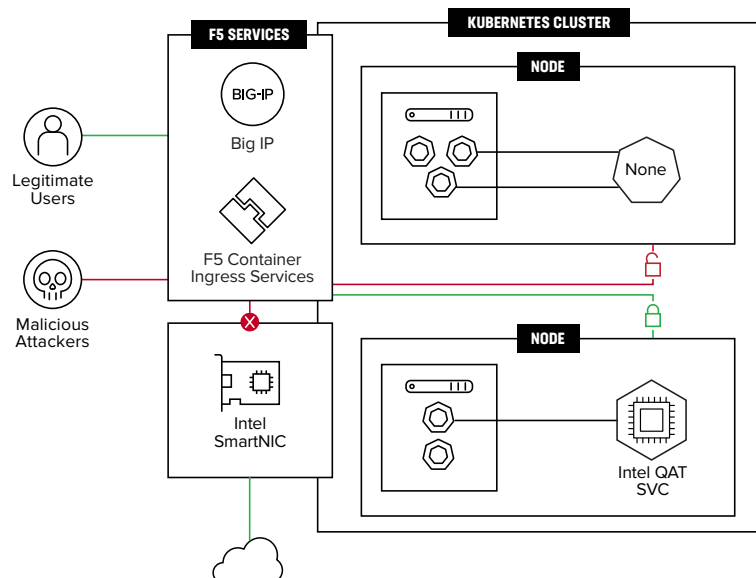 F5 SERVICES
KUBERNETES CLUSTER
BIG-IP
Big IP
NODE
None
Legitimate
Users
F5 Container
Ingress Services
Malicious
Attackers
NODE
Intel
SmartNIC
Intel QAT
SVC